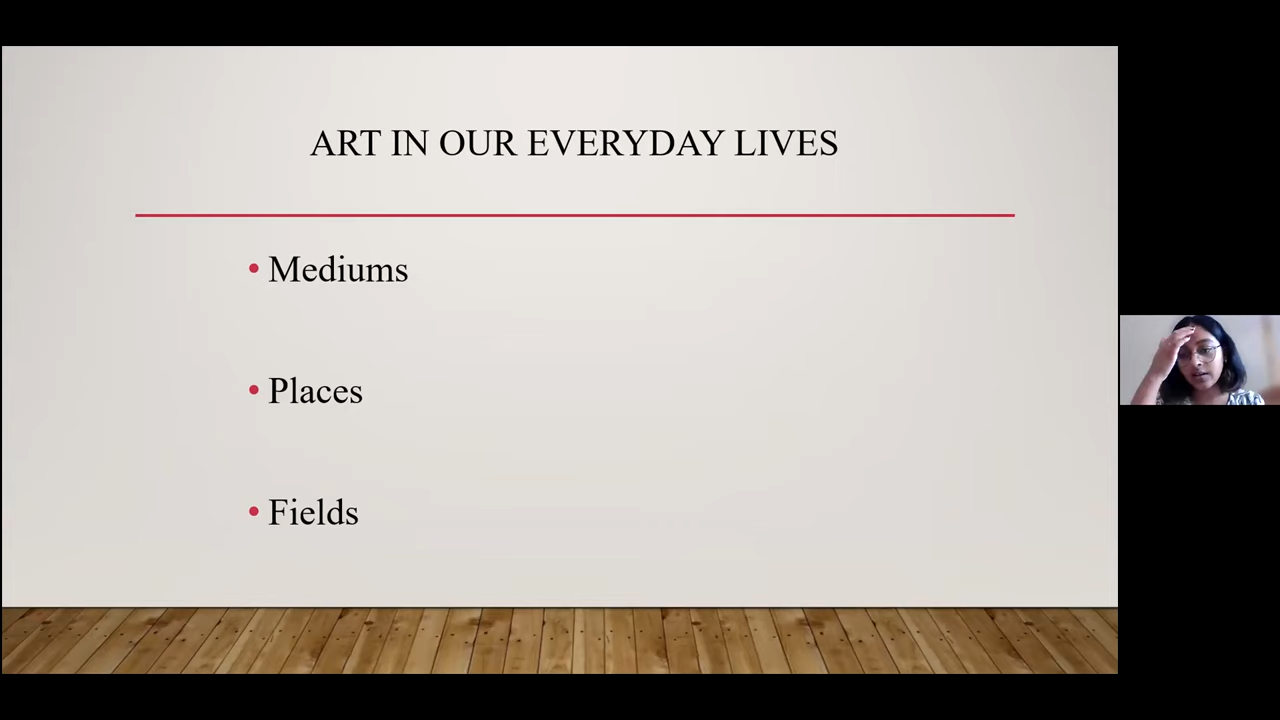 ART IN OUR EVERYDAY LIVES
• Mediums
• Places
• Fields